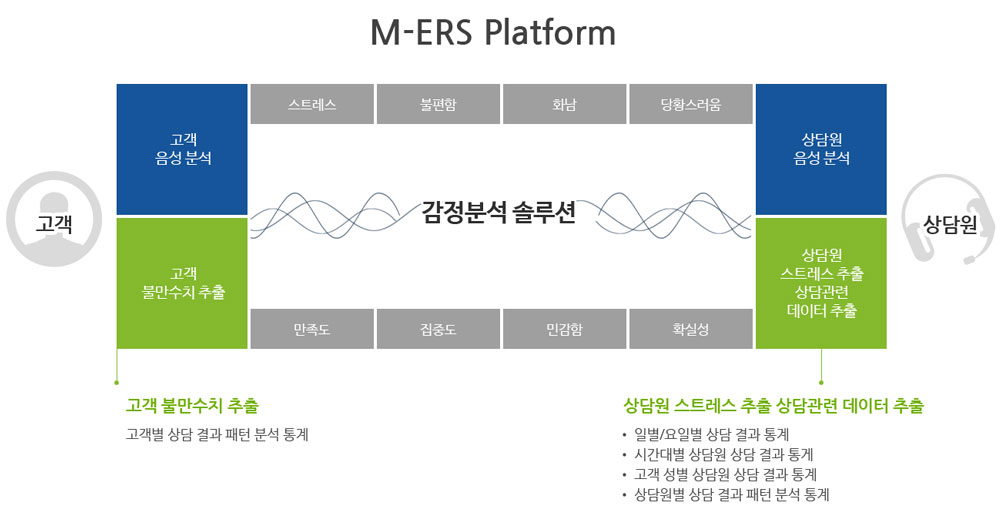 M-ERS Platform
스트레스
불편함
화남
당황스러움
고객
음성 분석
상담원
음성 분석
고객
감정분석 솔루션
상담원
고객
불만수치 추출
상담원
스트레스 추출
상담관련
데이터 추출
만족도
집중도
민감함
확실성
고객 불만수치 추출
고객별 상담 결과 패턴 분석 통계
상담원 스트레스 추출 상담관련 데이터 추출
• 일별/요일별 상담 결과 통계
• 시간대별 상담원 상담 결과 통게
• 고객 성별 상담원 상담 결과 통계
• 상담원별 상담 결과 패턴 분석 통계